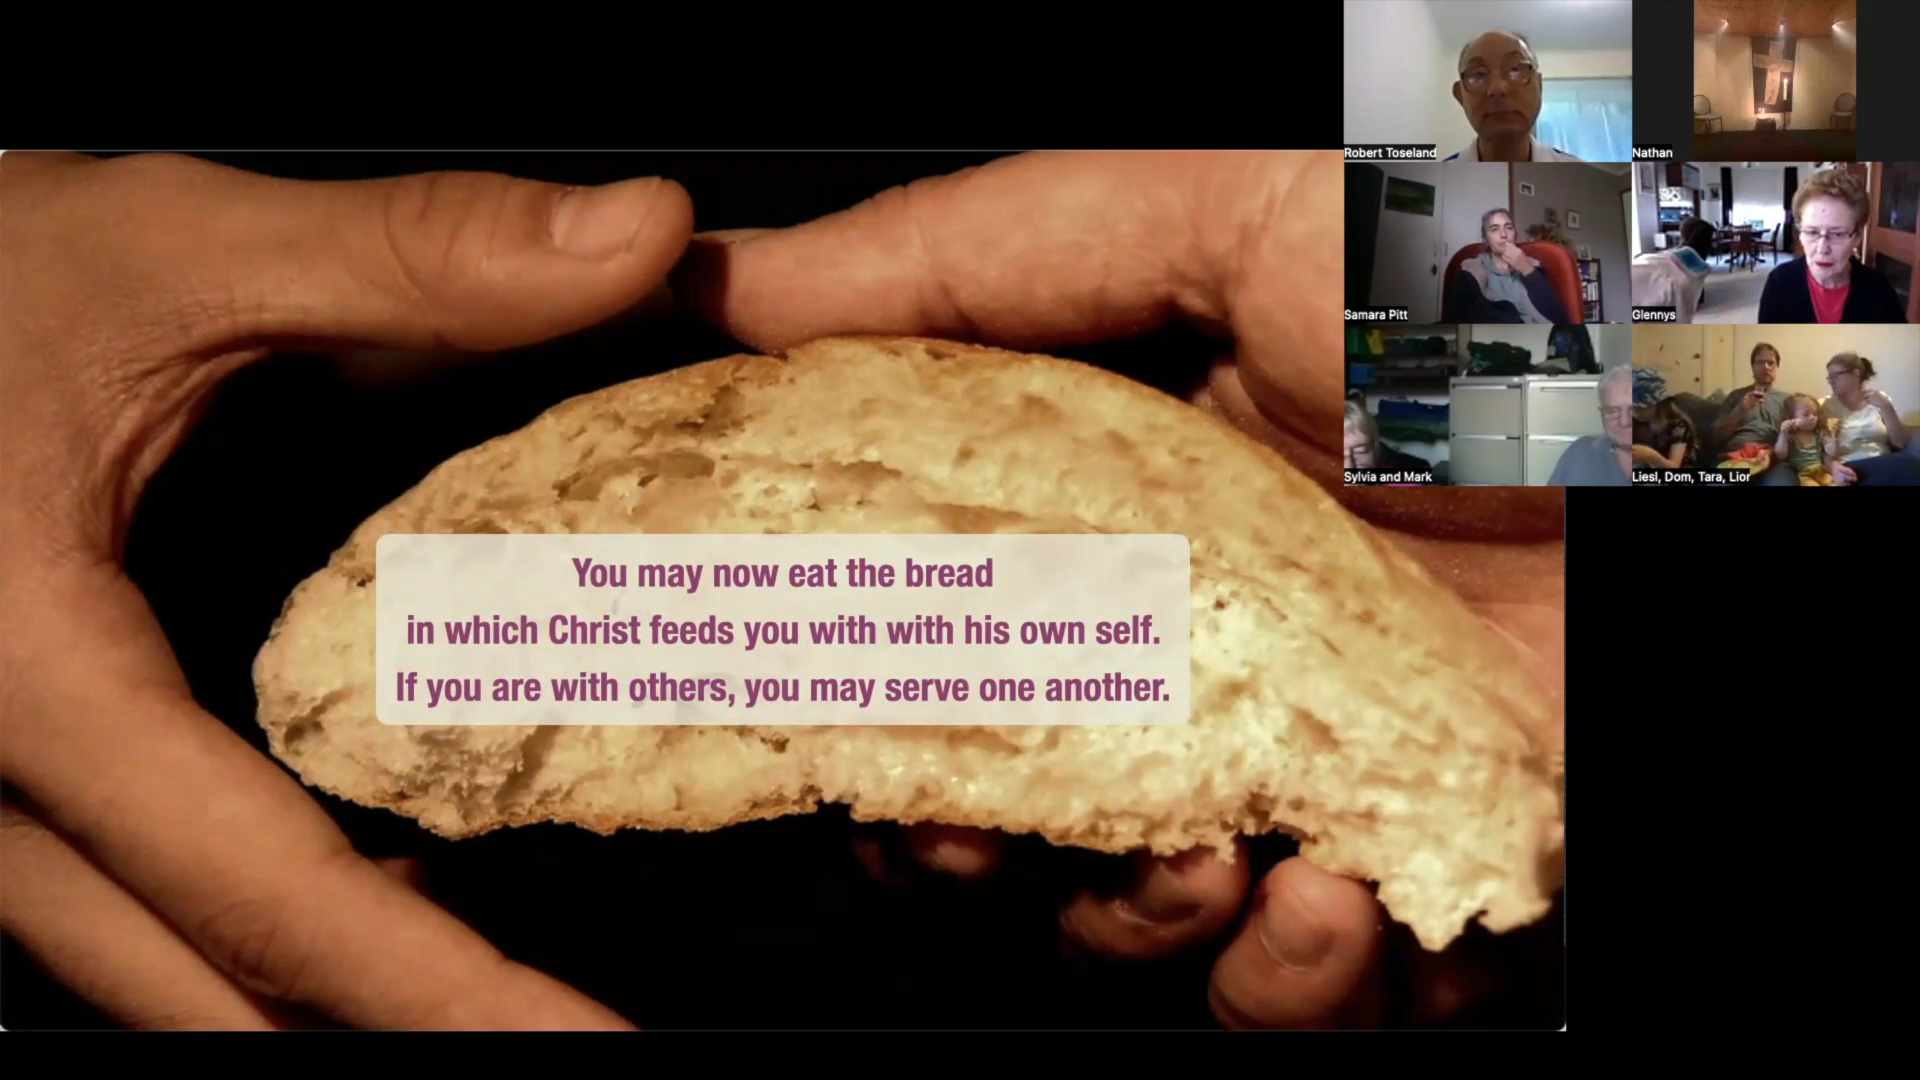 You may now eat the bread
in which Christ feeds you with with his own self.
If you are with others, you may serve one another.
Robert Toseland
Nathan
Samara Pitt
Glennys
Sylvia and Mark
Liesl, Dom, Tara, Lior